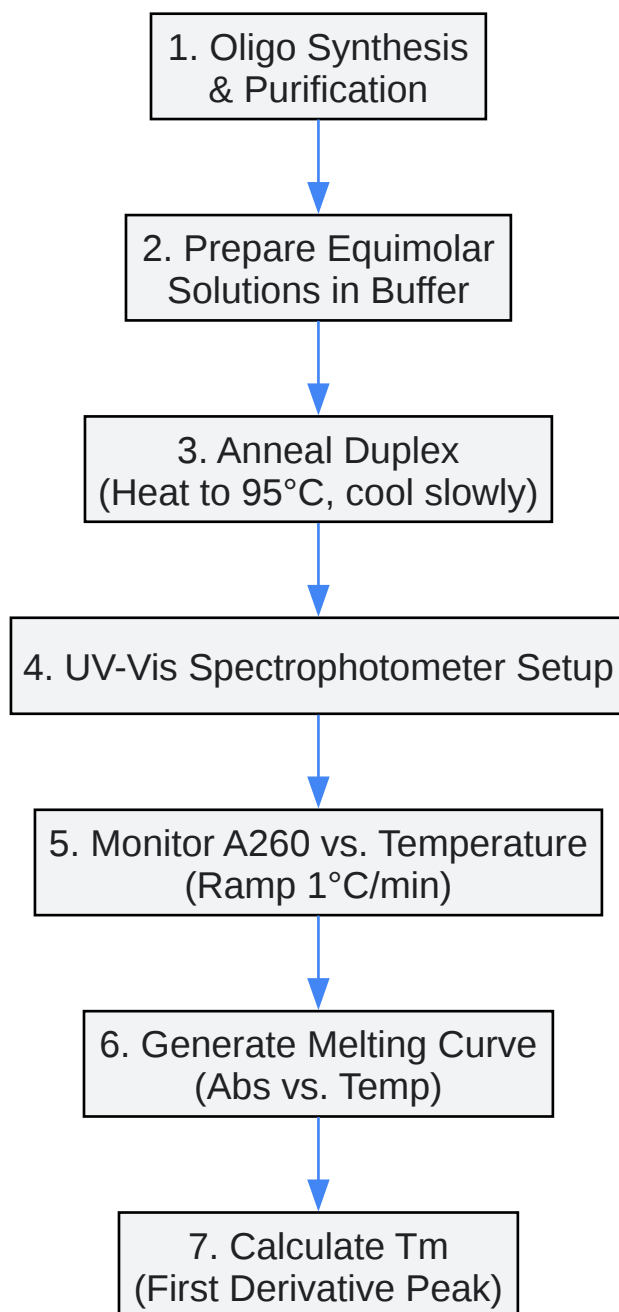 1. Oligo Synthesis
& Purification
2. Prepare Equimolar
Solutions in Buffer
3. Anneal Duplex
(Heat to 95°C, cool slowly)
4. UV-Vis Spectrophotometer Setup
5. Monitor A260 vs. Temperature
(Ramp 1°C/min)
6. Generate Melting Curve
(Abs vs. Temp)
7. Calculate Tm
(First Derivative Peak)